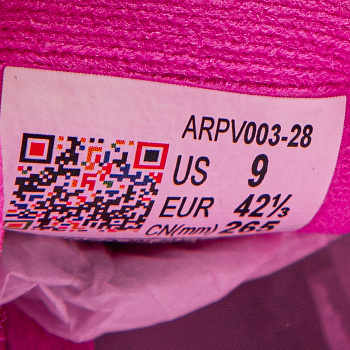 ARPV003-28
US 9
EUR 42⅓
CN(mm) 265